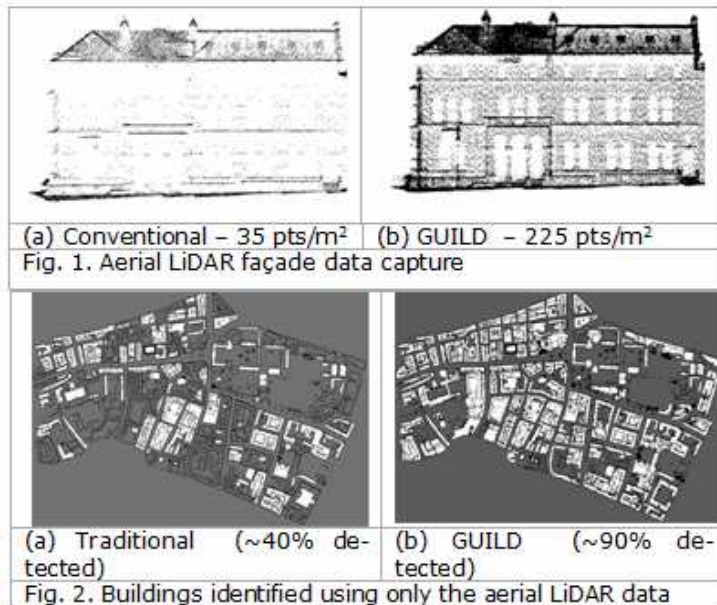 (a) Conventional – 35 pts/m²
(b) GUILD – 225 pts/m²
Fig. 1. Aerial LiDAR façade data capture
(a) Traditional (~40% de-
tected)
(b) GUILD (~90% de-
tected)
Fig. 2. Buildings identified using only the aerial LiDAR data